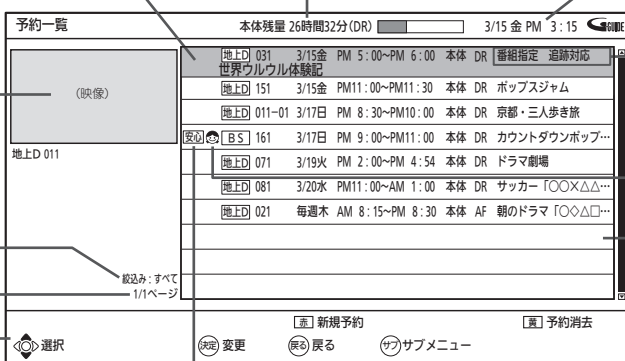 予約一覧 本体残量 26時間32分(DR) 3/15 金 PM 3:15 G-GUIDE
地上D 031 3/15金 PM 5:00~PM 6:00 本体 DR 番組指定 追跡対応
世界ウルウル体験記
(映像)
地上D 011
地上D 151 3/15金 PM11:00~PM11:30 本体 DR ポップスジャム
地上D 011-01 3/17日 PM 8:30~PM10:00 本体 DR 京都・三人歩き旅
安心 BS 161 3/17日 PM 9:00~PM11:00 本体 DR カウントダウンポップ…
地上D 071 3/19火 PM 2:00~PM 4:54 本体 DR ドラマ劇場
地上D 081 3/20水 PM11:00~AM 1:00 本体 DR サッカー「○○×△△…
地上D 021 毎週木 AM 8:15~PM 8:30 本体 AF 朝のドラマ「○◇△□…
絞込み:すべて
1/1ページ
赤 新規予約 黄 予約消去
選択 決定 変更 戻る 戻る サブ サブメニュー